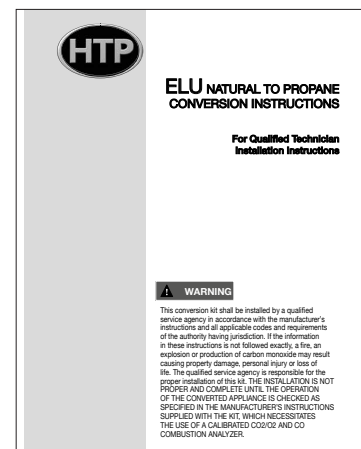 HTP
ELU NATURAL TO PROPANE
CONVERSION INSTRUCTIONS
For Qualified Technician
Installation Instructions
WARNING
This conversion kit shall be installed by a qualified
service agency in accordance with the manufacturer's
instructions and all applicable codes and requirements
of the authority having jurisdiction. If the information
in these instructions is not followed exactly, a fire, an
explosion or production of carbon monoxide may result
causing property damage, personal injury or loss of
life. The qualified service agency is responsible for the
proper installation of this kit. THE INSTALLATION IS NOT
PROPER AND COMPLETE UNTIL THE OPERATION
OF THE CONVERTED APPLIANCE IS CHECKED AS
SPECIFIED IN THE MANUFACTURER'S INSTRUCTIONS
SUPPLIED WITH THE KIT, WHICH NECESSITATES
THE USE OF A CALIBRATED CO2/O2 AND CO
COMBUSTION ANALYZER.